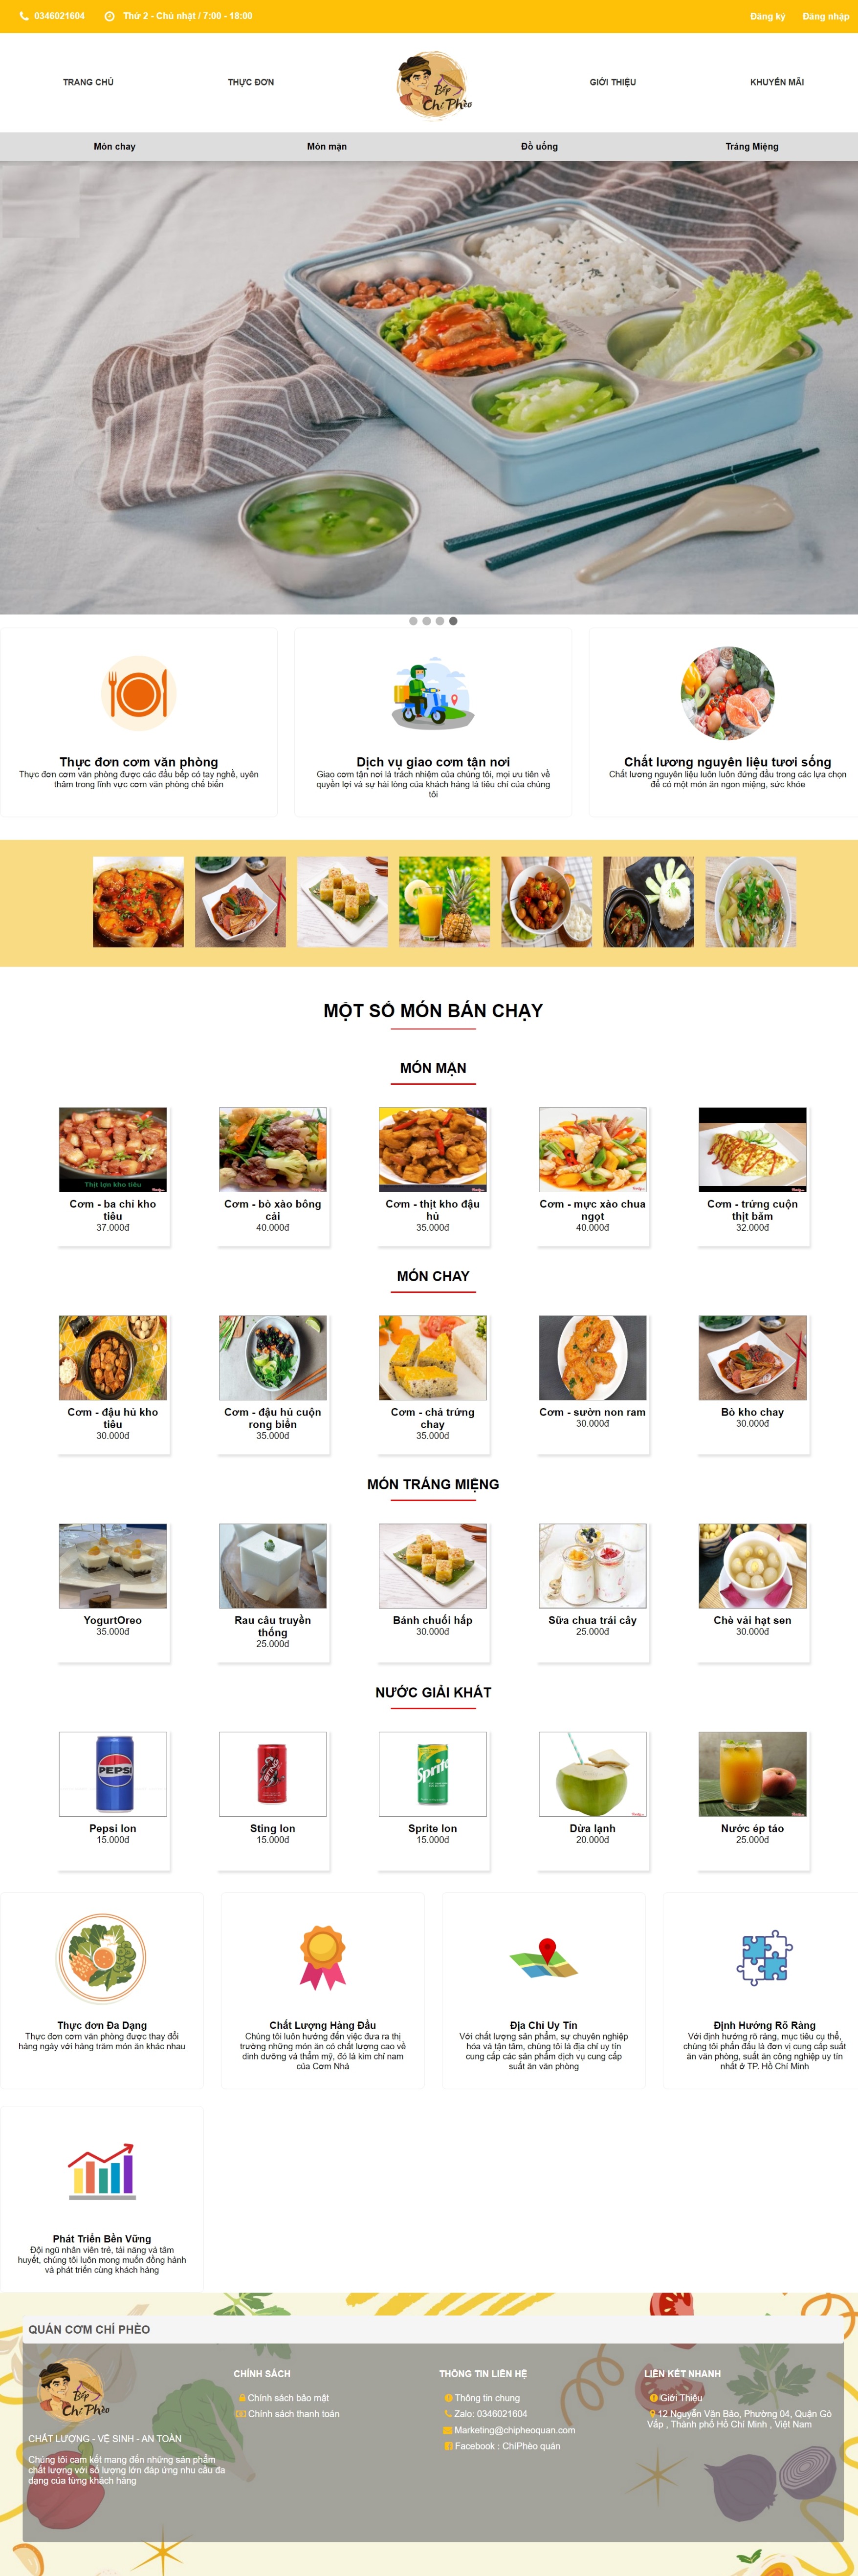 0346021604
Thứ 2 - Chủ nhật / 7:00 - 18:00
Đăng ký
Đăng nhập
TRANG CHỦ
THỰC ĐƠN
Bếp
Chí Phèo
GIỚI THIỆU
KHUYẾN MÃI
Món chay
Món mặn
Đồ uống
Tráng Miệng
Thực đơn cơm văn phòng
Thực đơn cơm văn phòng được các đầu bếp có tay nghề, uyên
thâm trong lĩnh vực cơm văn phòng chế biến
Dịch vụ giao cơm tận nơi
Giao cơm tận nơi là trách nhiệm của chúng tôi, mọi ưu tiên về
quyền lợi và sự hài lòng của khách hàng là tiêu chí của chúng
tôi
Chất lương nguyên liệu tươi sống
Chất lương nguyên liệu luôn luôn đứng đầu trong các lựa chọn
để có một món ăn ngon miệng, sức khỏe
MỘT SỐ MÓN BÁN CHẠY
MÓN MẶN
Thịt lợn kho tiêu
Cơm - ba chỉ kho
tiêu
37.000đ
Cơm - bò xào bông
cải
40.000đ
Cơm - thịt kho đậu
hủ
35.000đ
Cơm - mực xào chua
ngọt
40.000đ
Cơm - trứng cuộn
thịt băm
32.000đ
MÓN CHAY
Cơm - đậu hủ kho
tiêu
30.000đ
Cơm - đậu hủ cuộn
rong biển
35.000đ
Cơm - chả trứng
chay
35.000đ
Cơm - sườn non ram
30.000đ
Bò kho chay
30.000đ
MÓN TRÁNG MIỆNG
YogurtOreo
35.000đ
Rau câu truyền
thống
25.000đ
Bánh chuối hấp
30.000đ
Sữa chua trái cây
25.000đ
Chè vải hạt sen
30.000đ
NƯỚC GIẢI KHÁT
PEPSI
Pepsi lon
15.000đ
Sting lon
15.000đ
Sprite
Sprite lon
15.000đ
Dừa lạnh
20.000đ
Nước ép táo
25.000đ
Thực đơn Đa Dạng
Thực đơn cơm văn phòng được thay đổi
hàng ngày với hàng trăm món ăn khác nhau
Chất Lượng Hàng Đầu
Chúng tôi luôn hướng đến việc đưa ra thị
trường những món ăn có chất lượng cao về
dinh dưỡng và thẩm mỹ, đó là kim chỉ nam
của Cơm Nhà
Địa Chỉ Uy Tín
Với chất lượng sản phẩm, sự chuyên nghiệp
hóa và tận tâm, chúng tôi là địa chỉ uy tín
cung cấp các sản phẩm dịch vụ cung cấp
suất ăn văn phòng
Định Hướng Rõ Ràng
Với định hướng rõ ràng, mục tiêu cụ thể,
chúng tôi phấn đấu là đơn vị cung cấp suất
ăn văn phòng, suất ăn công nghiệp uy tín
nhất ở TP. Hồ Chí Minh
Phát Triển Bền Vững
Đội ngũ nhân viên trẻ, tài năng và tâm
huyết, chúng tôi luôn mong muốn đồng hành
và phát triển cùng khách hàng
QUÁN CƠM CHÍ PHÈO
Bếp
Chí Phèo
CHẤT LƯỢNG - VỆ SINH - AN TOÀN
Chúng tôi cam kết mang đến những sản phẩm
chất lượng với số lượng lớn đáp ứng nhu cầu đa
dạng của từng khách hàng
CHÍNH SÁCH
Chính sách bảo mật
Chính sách thanh toán
THÔNG TIN LIÊN HỆ
Thông tin chung
Zalo: 0346021604
Marketing@chipheoquan.com
Facebook : ChíPhèo quán
LIÊN KẾT NHANH
Giới Thiệu
12 Nguyễn Văn Bảo, Phường 04, Quận Gò
Vấp , Thành phố Hồ Chí Minh , Việt Nam